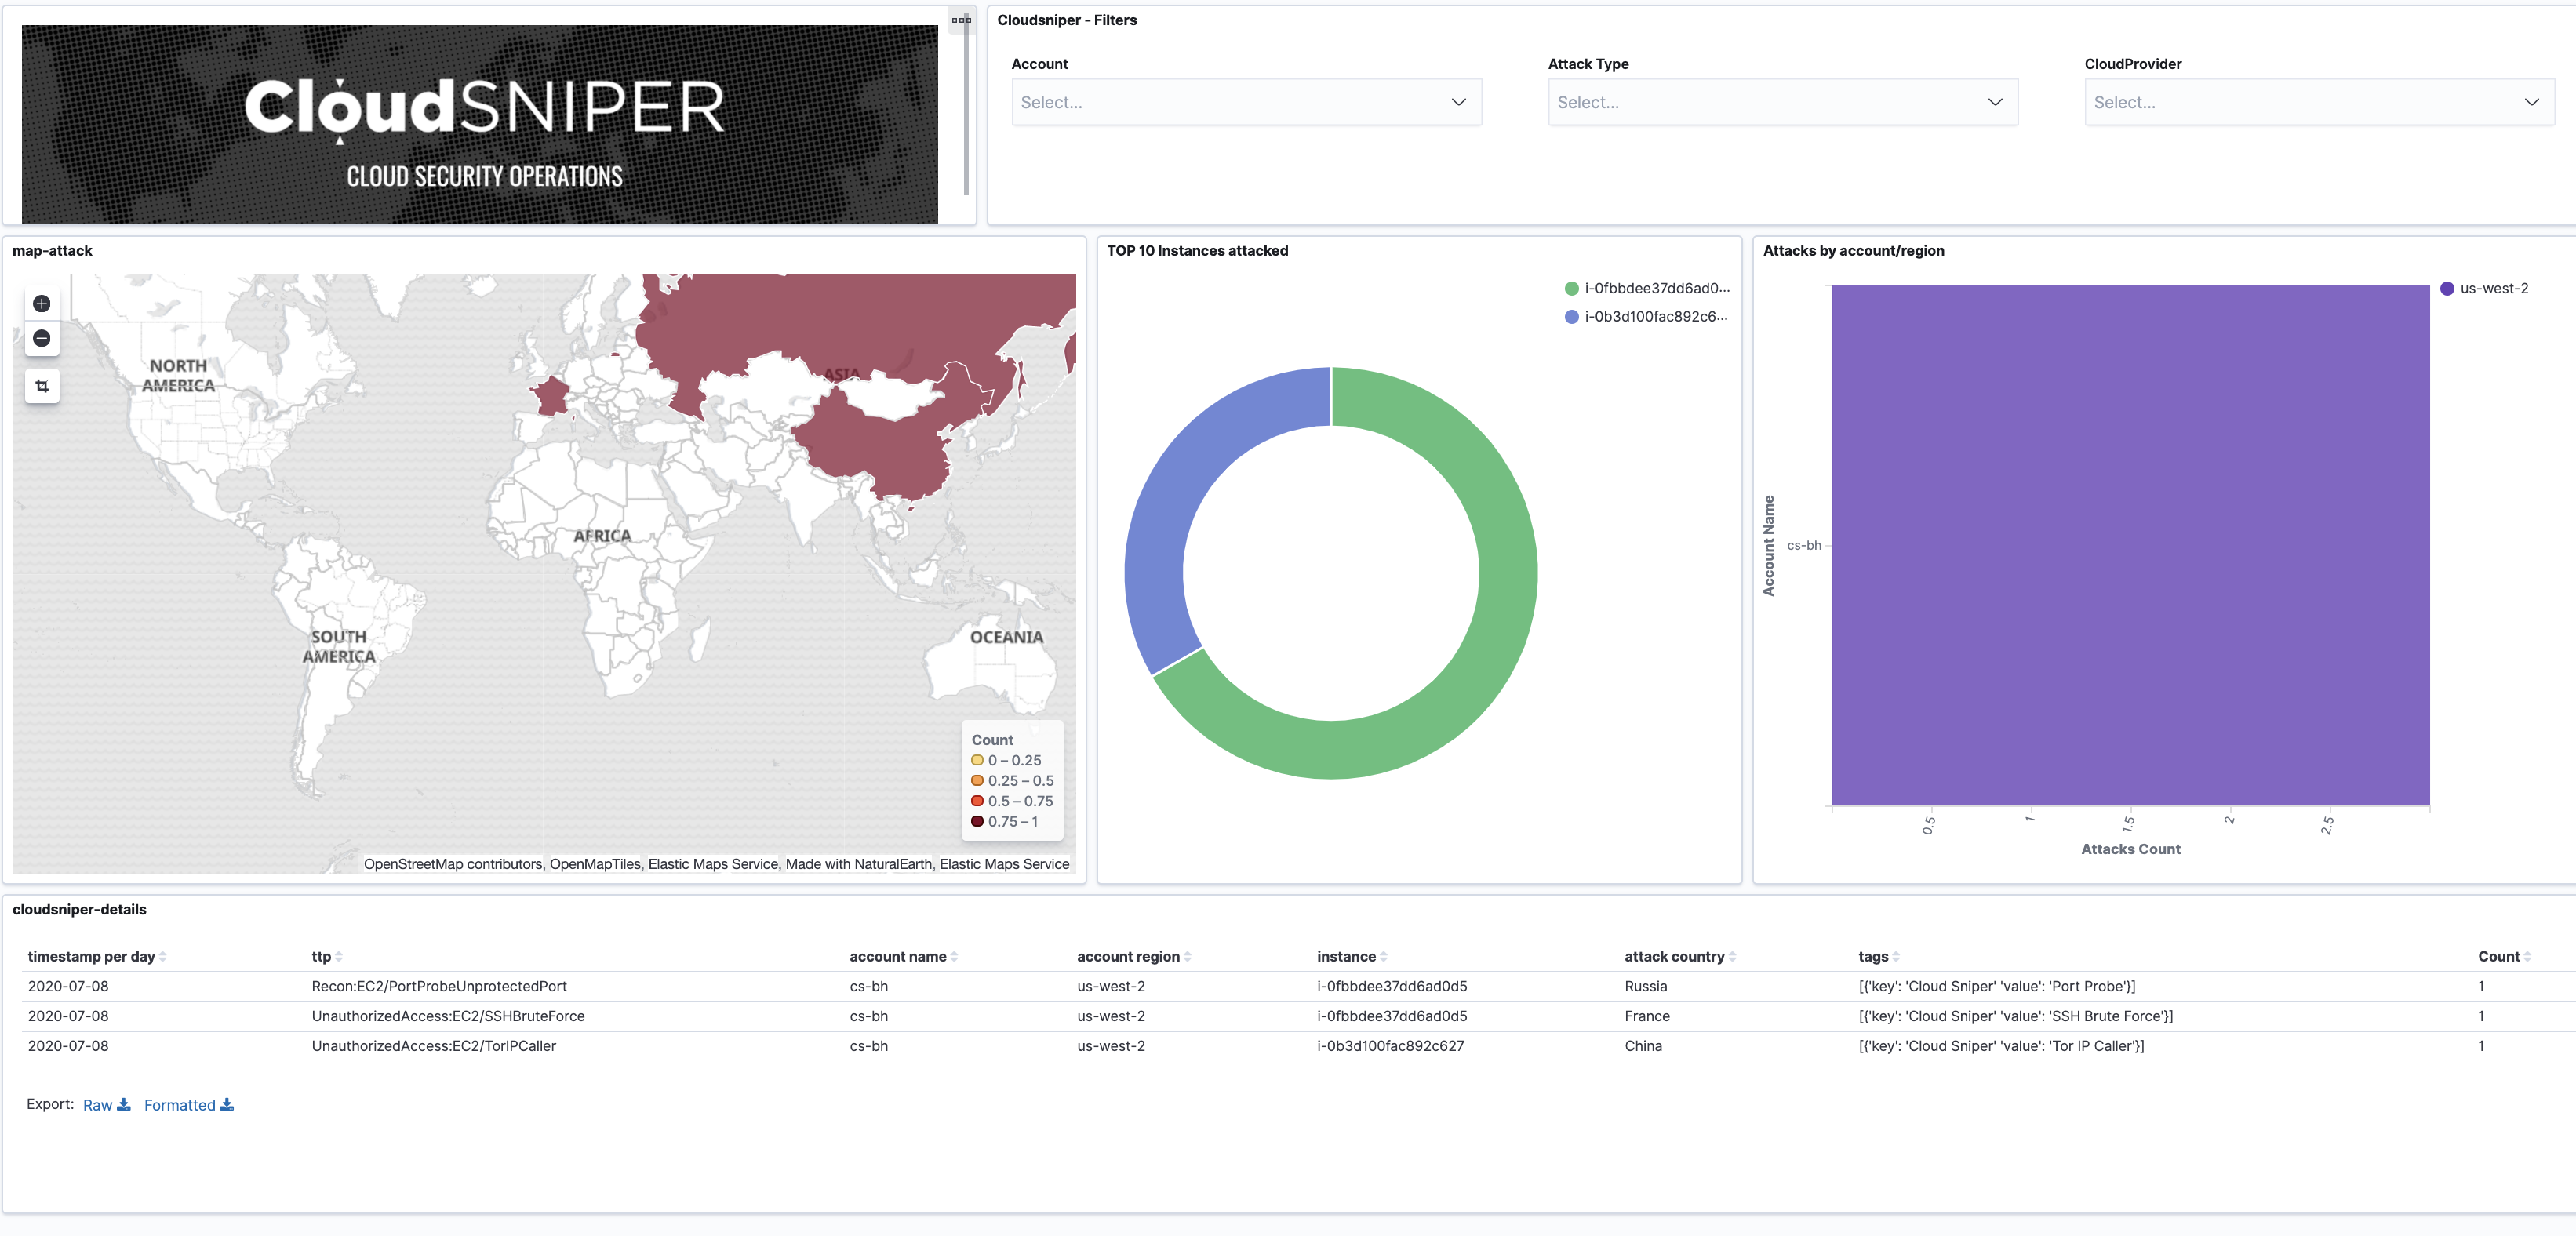 CloudSNIPER
CLOUD SECURITY OPERATIONS
Cloudsniper - Filters
Account
Attack Type
CloudProvider
Select...
Select...
Select...
map-attack
NORTH
AMERICA
ASIA
AFRICA
SOUTH
AMERICA
OCEANIA
Count
0 – 0.25
0.25 – 0.5
0.5 – 0.75
0.75 – 1
OpenStreetMap contributors, OpenMapTiles, Elastic Maps Service, Made with NaturalEarth, Elastic Maps Service
TOP 10 Instances attacked
i-0fbbdee37dd6ad0...
i-0b3d100fac892c6...
Attacks by account/region
us-west-2
Account Name
cs-bh
0.5 1 1.5 2 2.5
Attacks Count
cloudsniper-details
timestamp per day ttp account name account region instance attack country tags Count
2020-07-08 Recon:EC2/PortProbeUnprotectedPort cs-bh us-west-2 i-0fbbdee37dd6ad0d5 Russia [{'key': 'Cloud Sniper' 'value': 'Port Probe'}] 1
2020-07-08 UnauthorizedAccess:EC2/SSHBruteForce cs-bh us-west-2 i-0fbbdee37dd6ad0d5 France [{'key': 'Cloud Sniper' 'value': 'SSH Brute Force'}] 1
2020-07-08 UnauthorizedAccess:EC2/TorIPCaller cs-bh us-west-2 i-0b3d100fac892c627 China [{'key': 'Cloud Sniper' 'value': 'Tor IP Caller'}] 1
Export: Raw Formatted